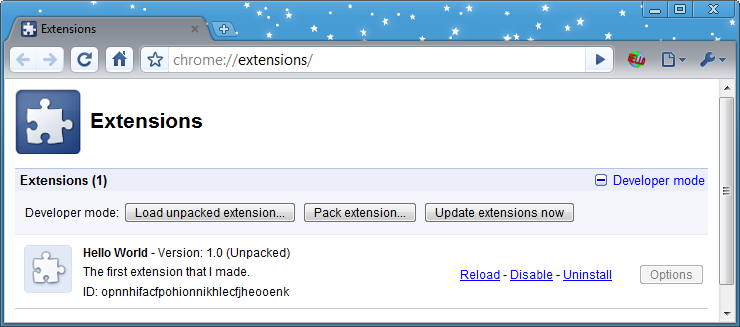 Extensions
chrome://extensions/
Extensions
Extensions (1)
Developer mode
Developer mode: Load unpacked extension... Pack extension... Update extensions now
Hello World - Version: 1.0 (Unpacked)
The first extension that I made.
Reload - Disable - Uninstall Options
ID: opnnhifacfpohionnikhlecfjheooenk